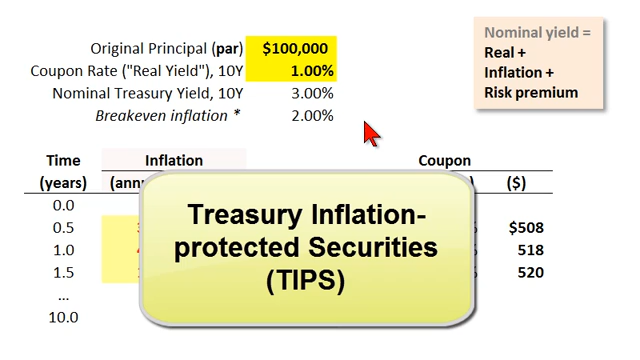 Nominal yield =
Real +
Inflation +
Risk premium
Original Principal (par) $100,000
Coupon Rate ("Real Yield"), 10Y 1.00%
Nominal Treasury Yield, 10Y 3.00%
Breakeven inflation * 2.00%
Time Inflation Coupon
(years) ($)
0.0
0.5 $508
1.0 518
1.5 520
...
10.0
Treasury Inflation-
protected Securities
(TIPS)